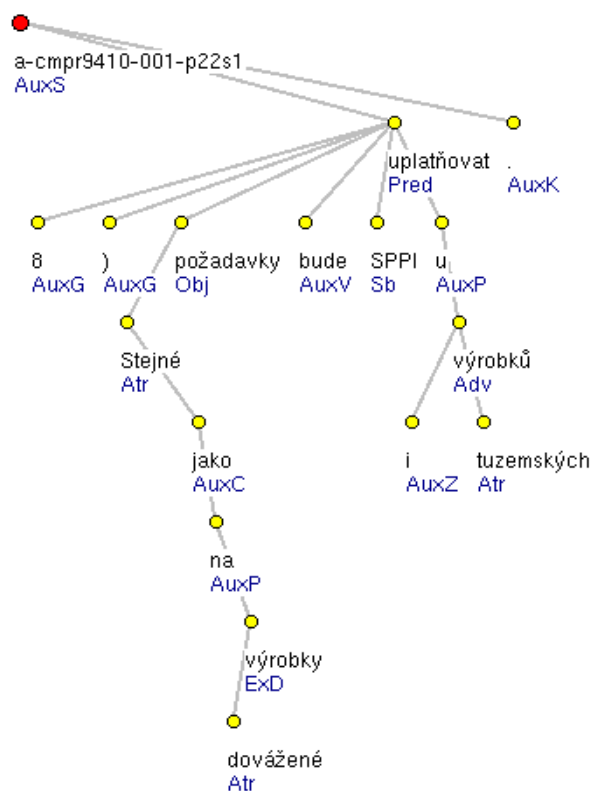 a-cmpr9410-001-p22s1
AuxS
uplatňovat .
Pred AuxK
8 ) požadavky bude SPPI u
AuxG AuxG Obj AuxV Sb AuxP
Stejné výrobků
Atr Adv
jako i tuzemských
AuxC AuxZ Atr
na
AuxP
výrobky
ExD
dovážené
Atr